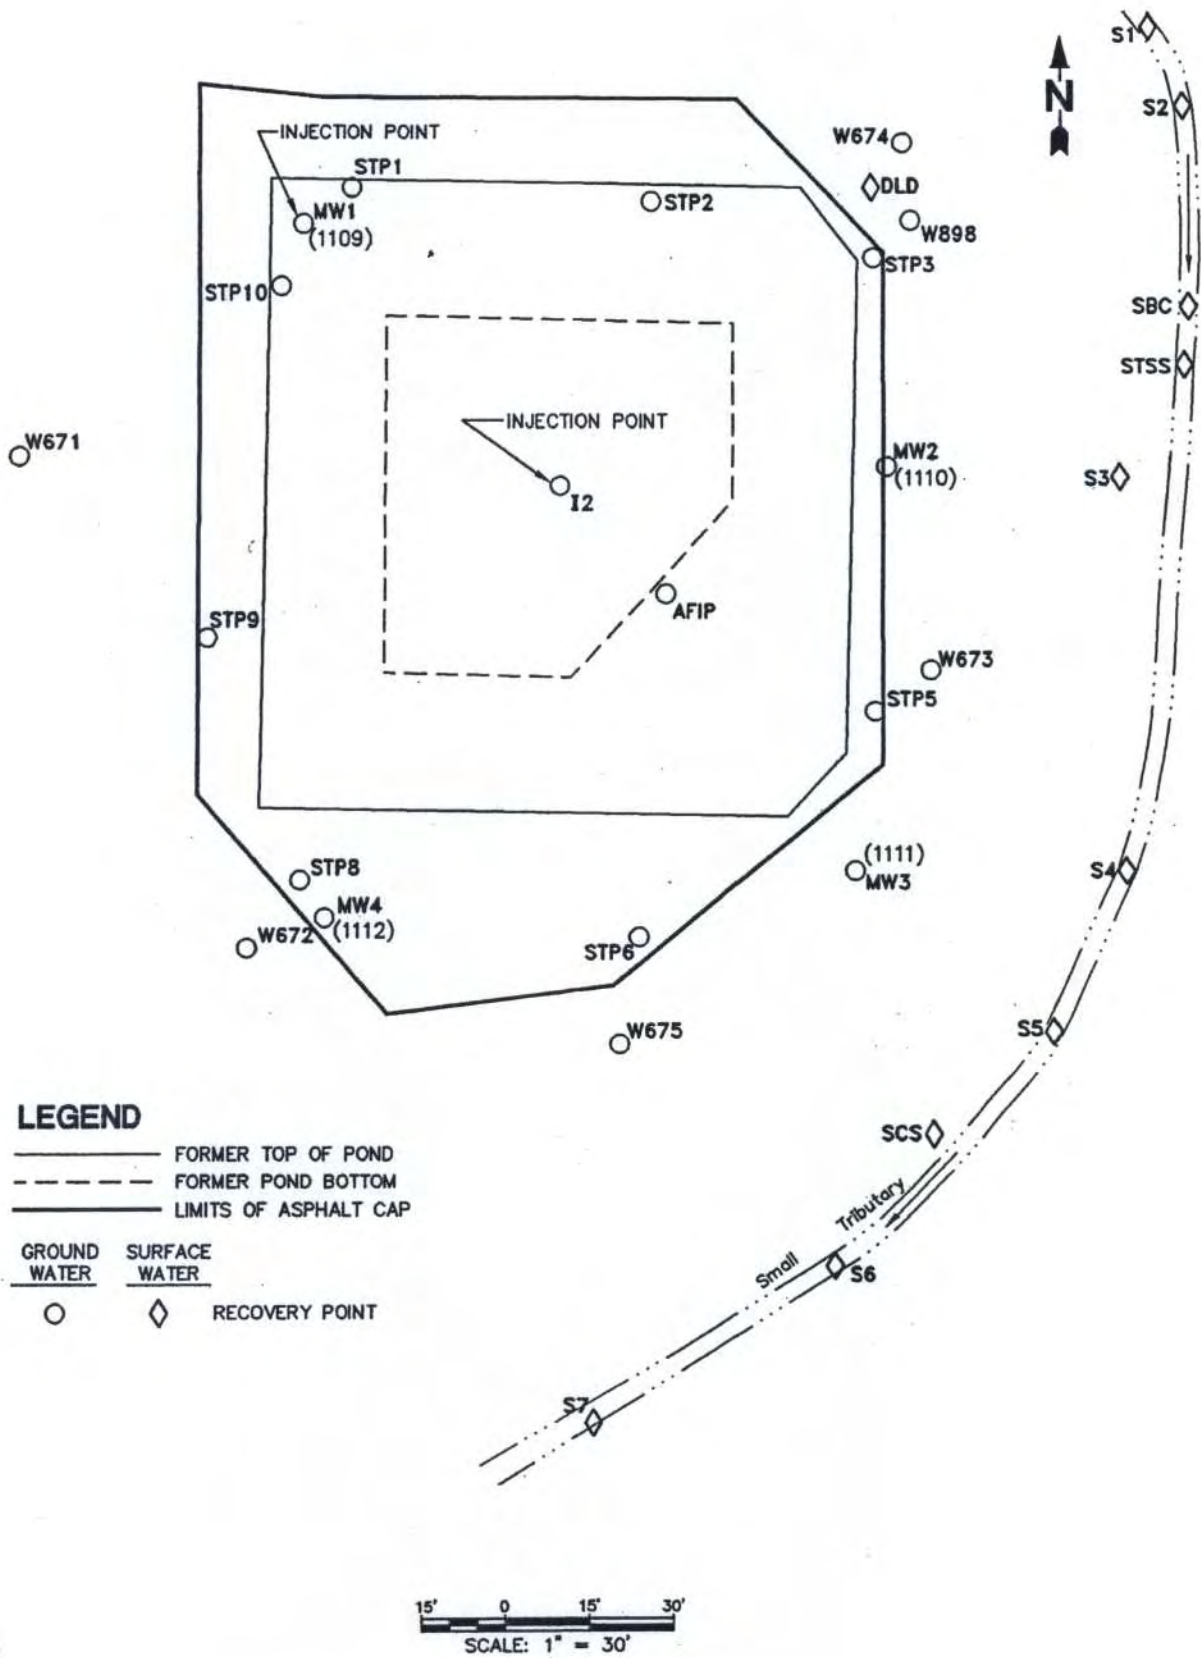 S1
N
S2
INJECTION POINT
W674
STP1
DLD
STP2
MW1
(1109)
W898
STP3
STP10
SBC
STSS
INJECTION POINT
W671
MW2
(1110)
S3
I2
AFIP
STP9
W673
STP5
(1111)
MW3
S4
STP8
MW4
(1112)
W672
STP6
S5
W675
LEGEND
FORMER TOP OF POND
FORMER POND BOTTOM
LIMITS OF ASPHALT CAP
GROUND WATER
SURFACE WATER
RECOVERY POINT
SCS
Small Tributary
S6
S7
15' 0 15' 30'
SCALE: 1" = 30'